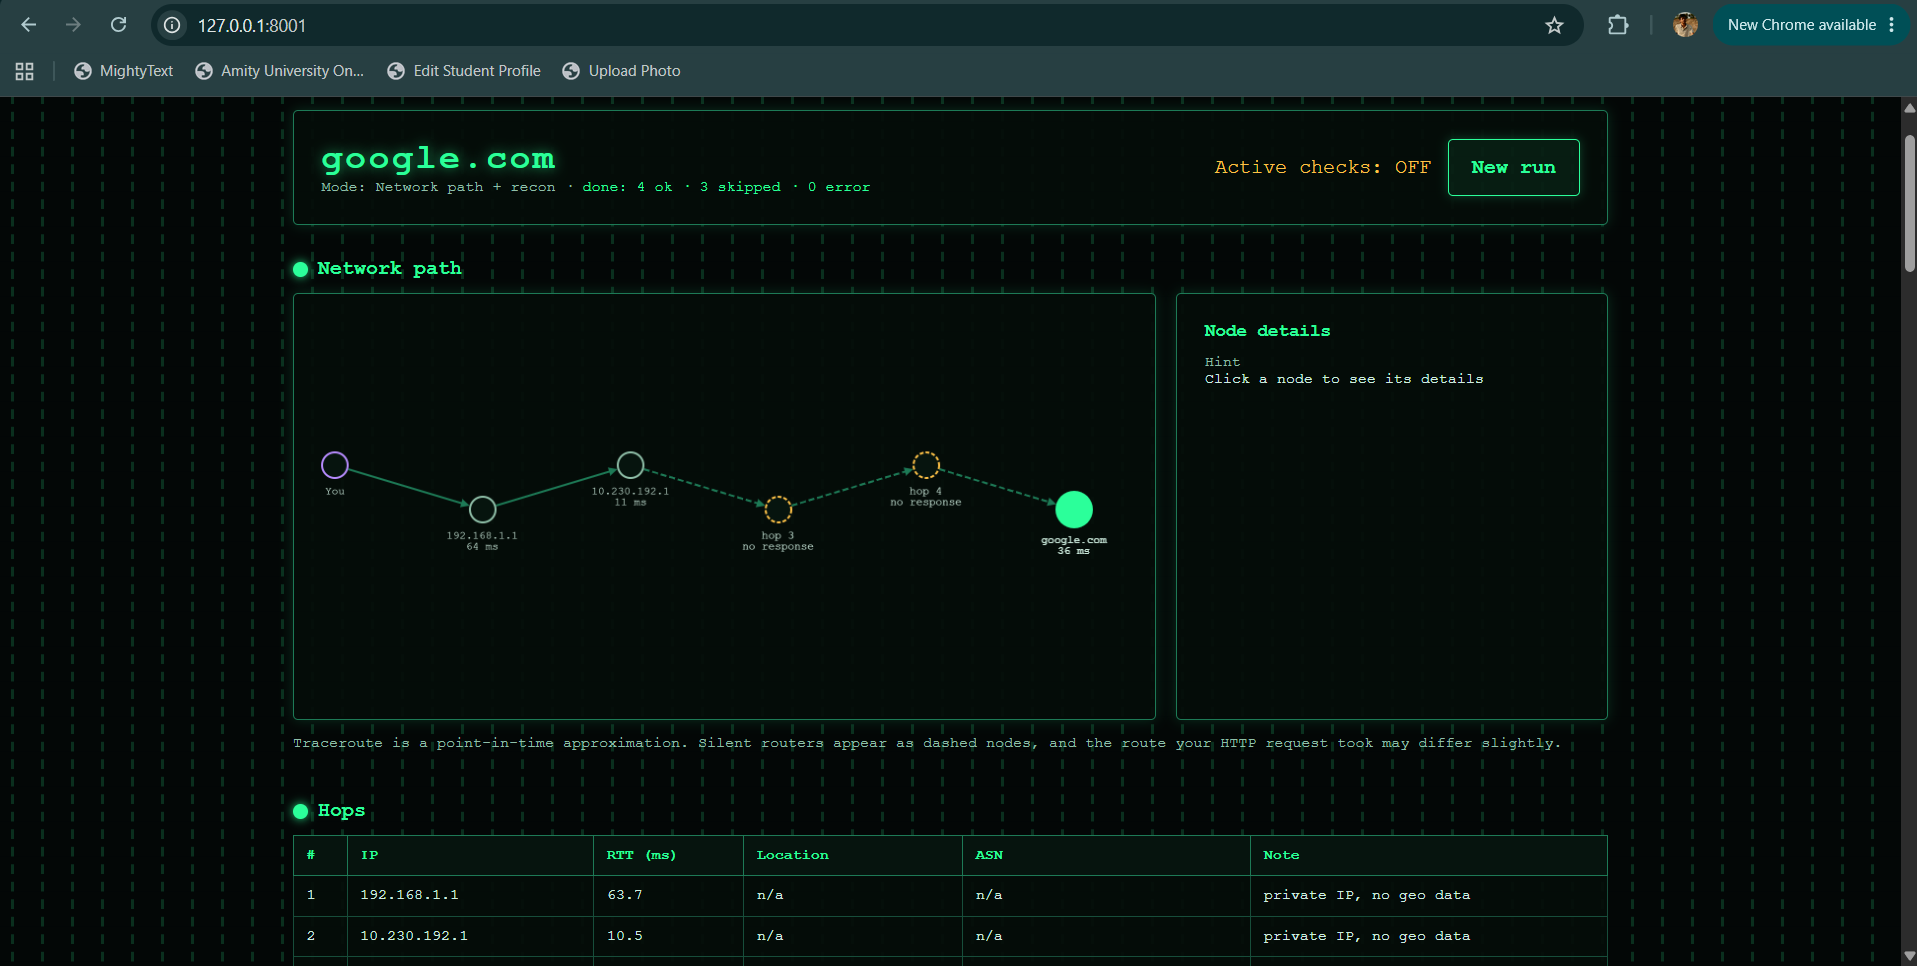 127.0.0.1:8001
New Chrome available
MightyText
Amity University On...
Edit Student Profile
Upload Photo
google.com
Mode: Network path + recon · done: 4 ok · 3 skipped · 0 error
Active checks: OFF
New run
Network path
You
192.168.1.1
64 ms
10.230.192.1
11 ms
hop 3
no response
hop 4
no response
google.com
36 ms
Node details
Hint
Click a node to see its details
Traceroute is a point-in-time approximation. Silent routers appear as dashed nodes, and the route your HTTP request took may differ slightly.
Hops
# IP RTT (ms) Location ASN Note
1 192.168.1.1 63.7 n/a n/a private IP, no geo data
2 10.230.192.1 10.5 n/a n/a private IP, no geo data